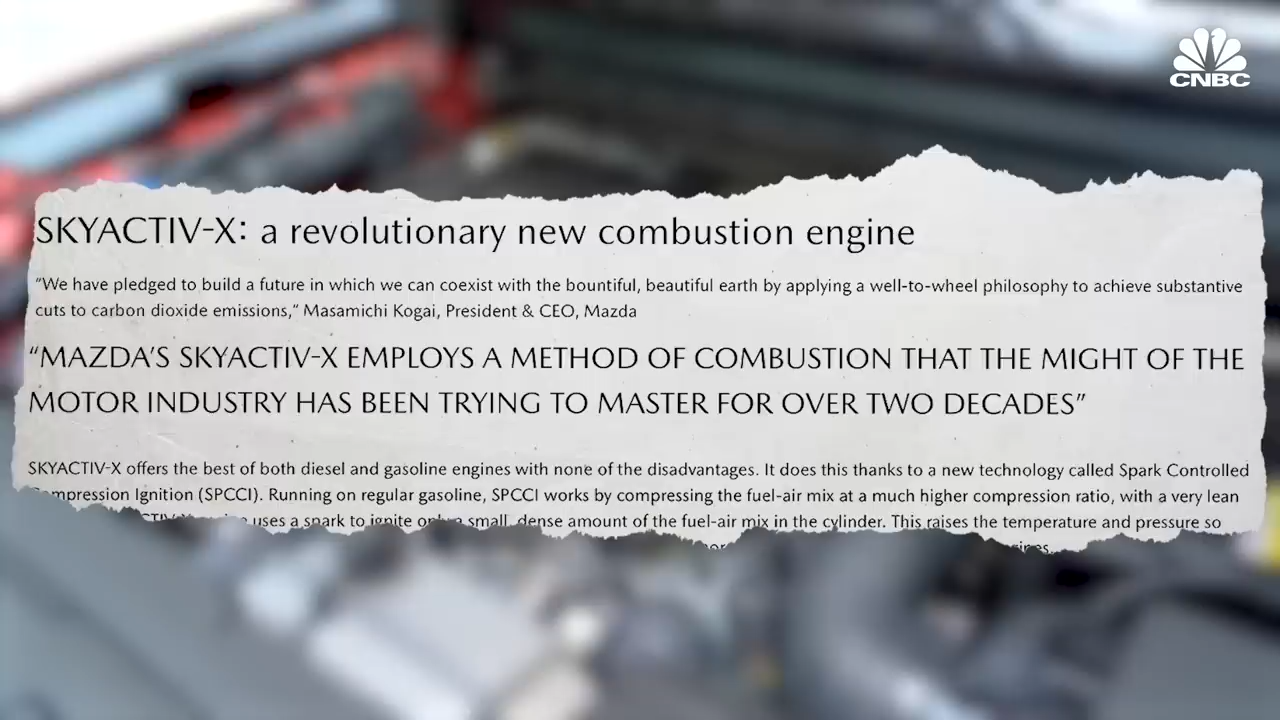 CNBC
SKYACTIV-X: a revolutionary new combustion engine
“We have pledged to build a future in which we can coexist with the bountiful, beautiful earth by applying a well-to-wheel philosophy to achieve substantive
cuts to carbon dioxide emissions,” Masamichi Kogai, President & CEO, Mazda
“MAZDA’S SKYACTIV-X EMPLOYS A METHOD OF COMBUSTION THAT THE MIGHT OF THE
MOTOR INDUSTRY HAS BEEN TRYING TO MASTER FOR OVER TWO DECADES”
SKYACTIV-X offers the best of both diesel and gasoline engines with none of the disadvantages. It does this thanks to a new technology called Spark Controlled
Compression Ignition (SPCCI). Running on regular gasoline, SPCCI works by compressing the fuel-air mix at a much higher compression ratio, with a very lean
uses a spark to ignite only a small, dense amount of the fuel-air mix in the cylinder. This raises the temperature and pressure so